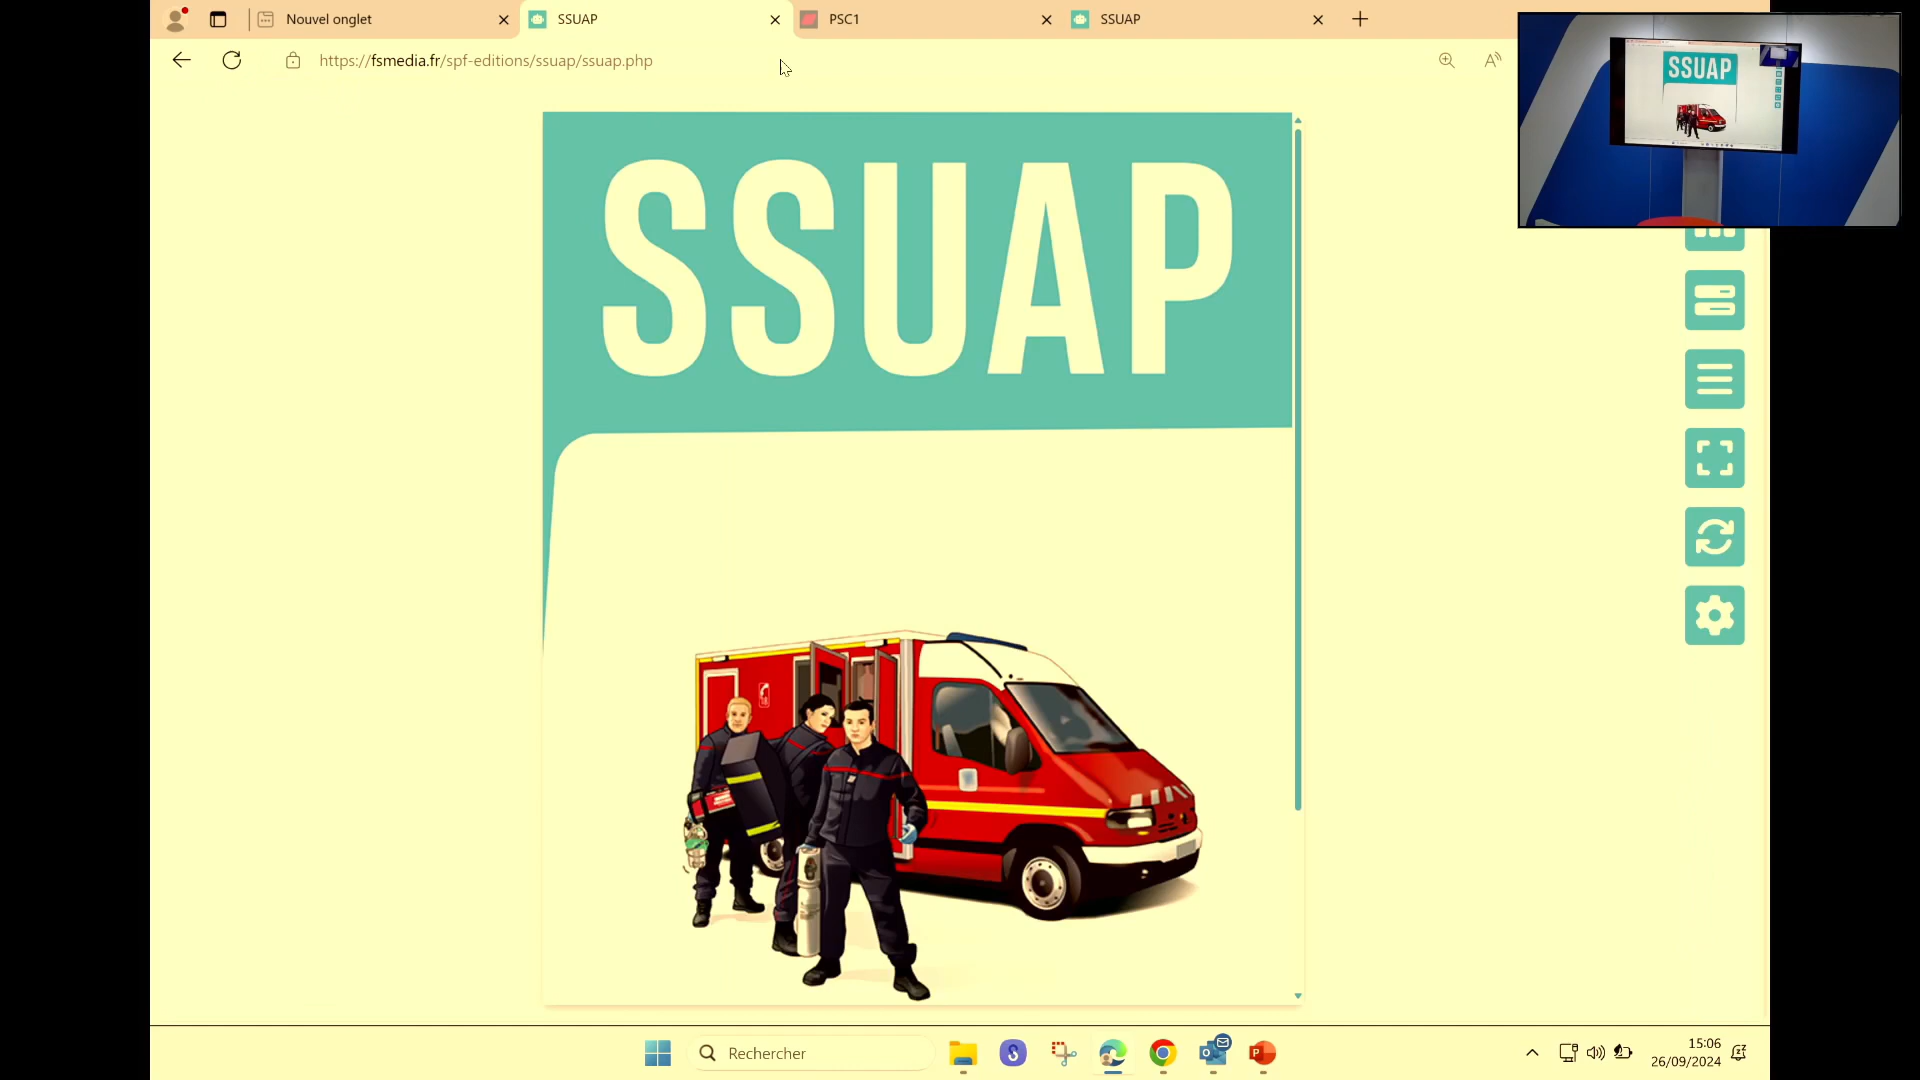 Nouvel onglet
SSUAP
PSC1
SSUAP
https://fsmedia.fr/spf-editions/ssuap/ssuap.php
SSUAP
SSUAP
18
Rechercher
15:06
26/09/2024